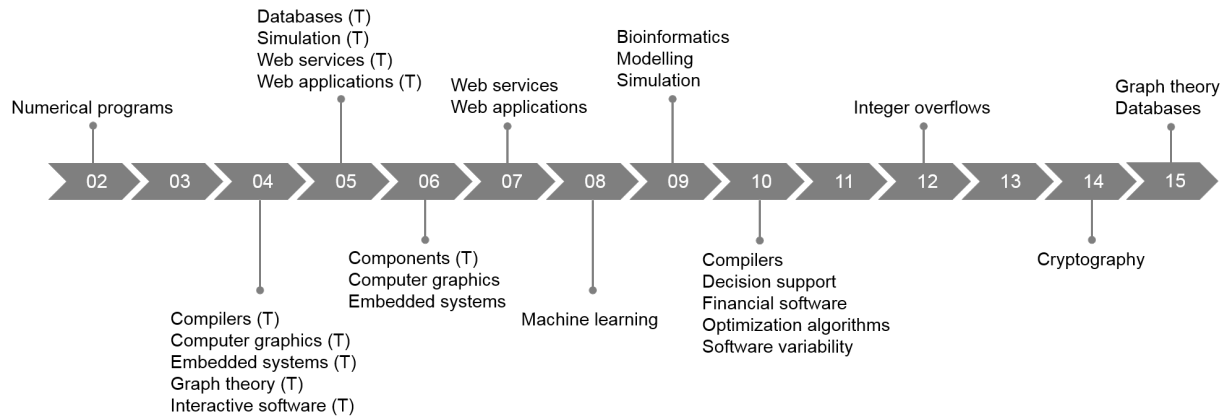 Databases (T)
Simulation (T)
Web services (T)
Web applications (T)
Bioinformatics
Modelling
Simulation
Web services
Web applications
Graph theory
Databases
Numerical programs
Integer overflows
02 03 04 05 06 07 08 09 10 11 12 13 14 15
Components (T)
Computer graphics
Embedded systems
Compilers
Decision support
Financial software
Optimization algorithms
Software variability
Cryptography
Machine learning
Compilers (T)
Computer graphics (T)
Embedded systems (T)
Graph theory (T)
Interactive software (T)